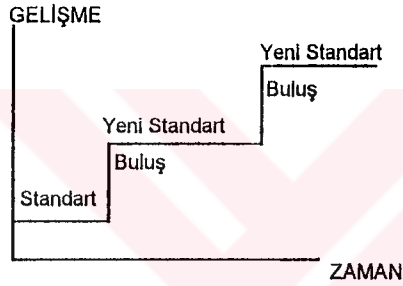 GELİŞME
Yeni Standart
Buluş
Yeni Standart
Buluş
Standart
ZAMAN